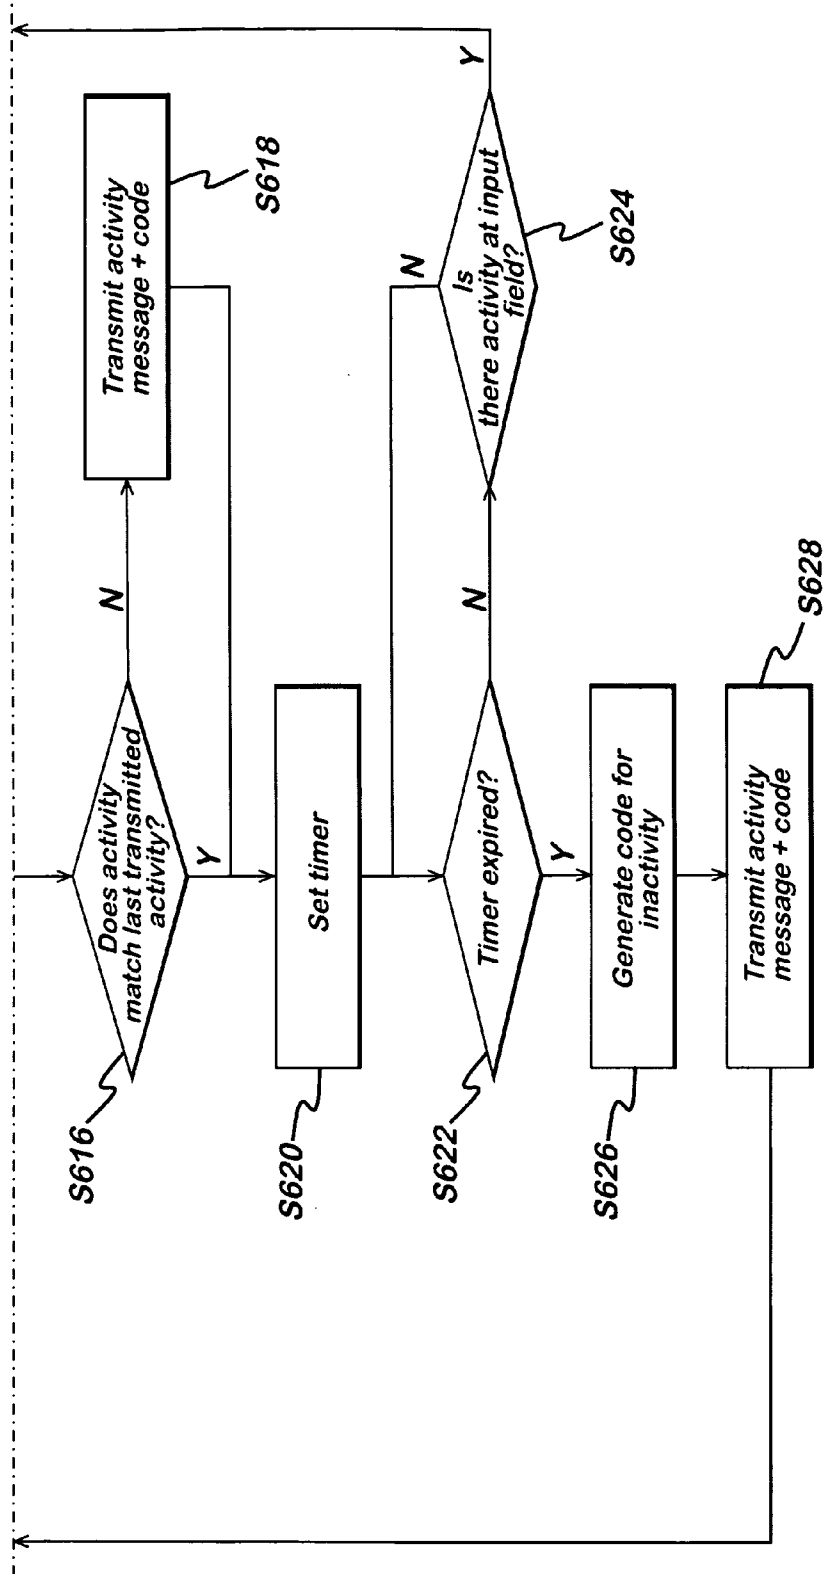 S616
Does activity
match last transmitted
activity?
N
Y
Transmit activity
message + code
S618
S620
Set timer
S622
Timer expired?
N
Y
N
Is
there activity at input
field?
Y
S624
S626
Generate code for
inactivity
Transmit activity
message + code
S628